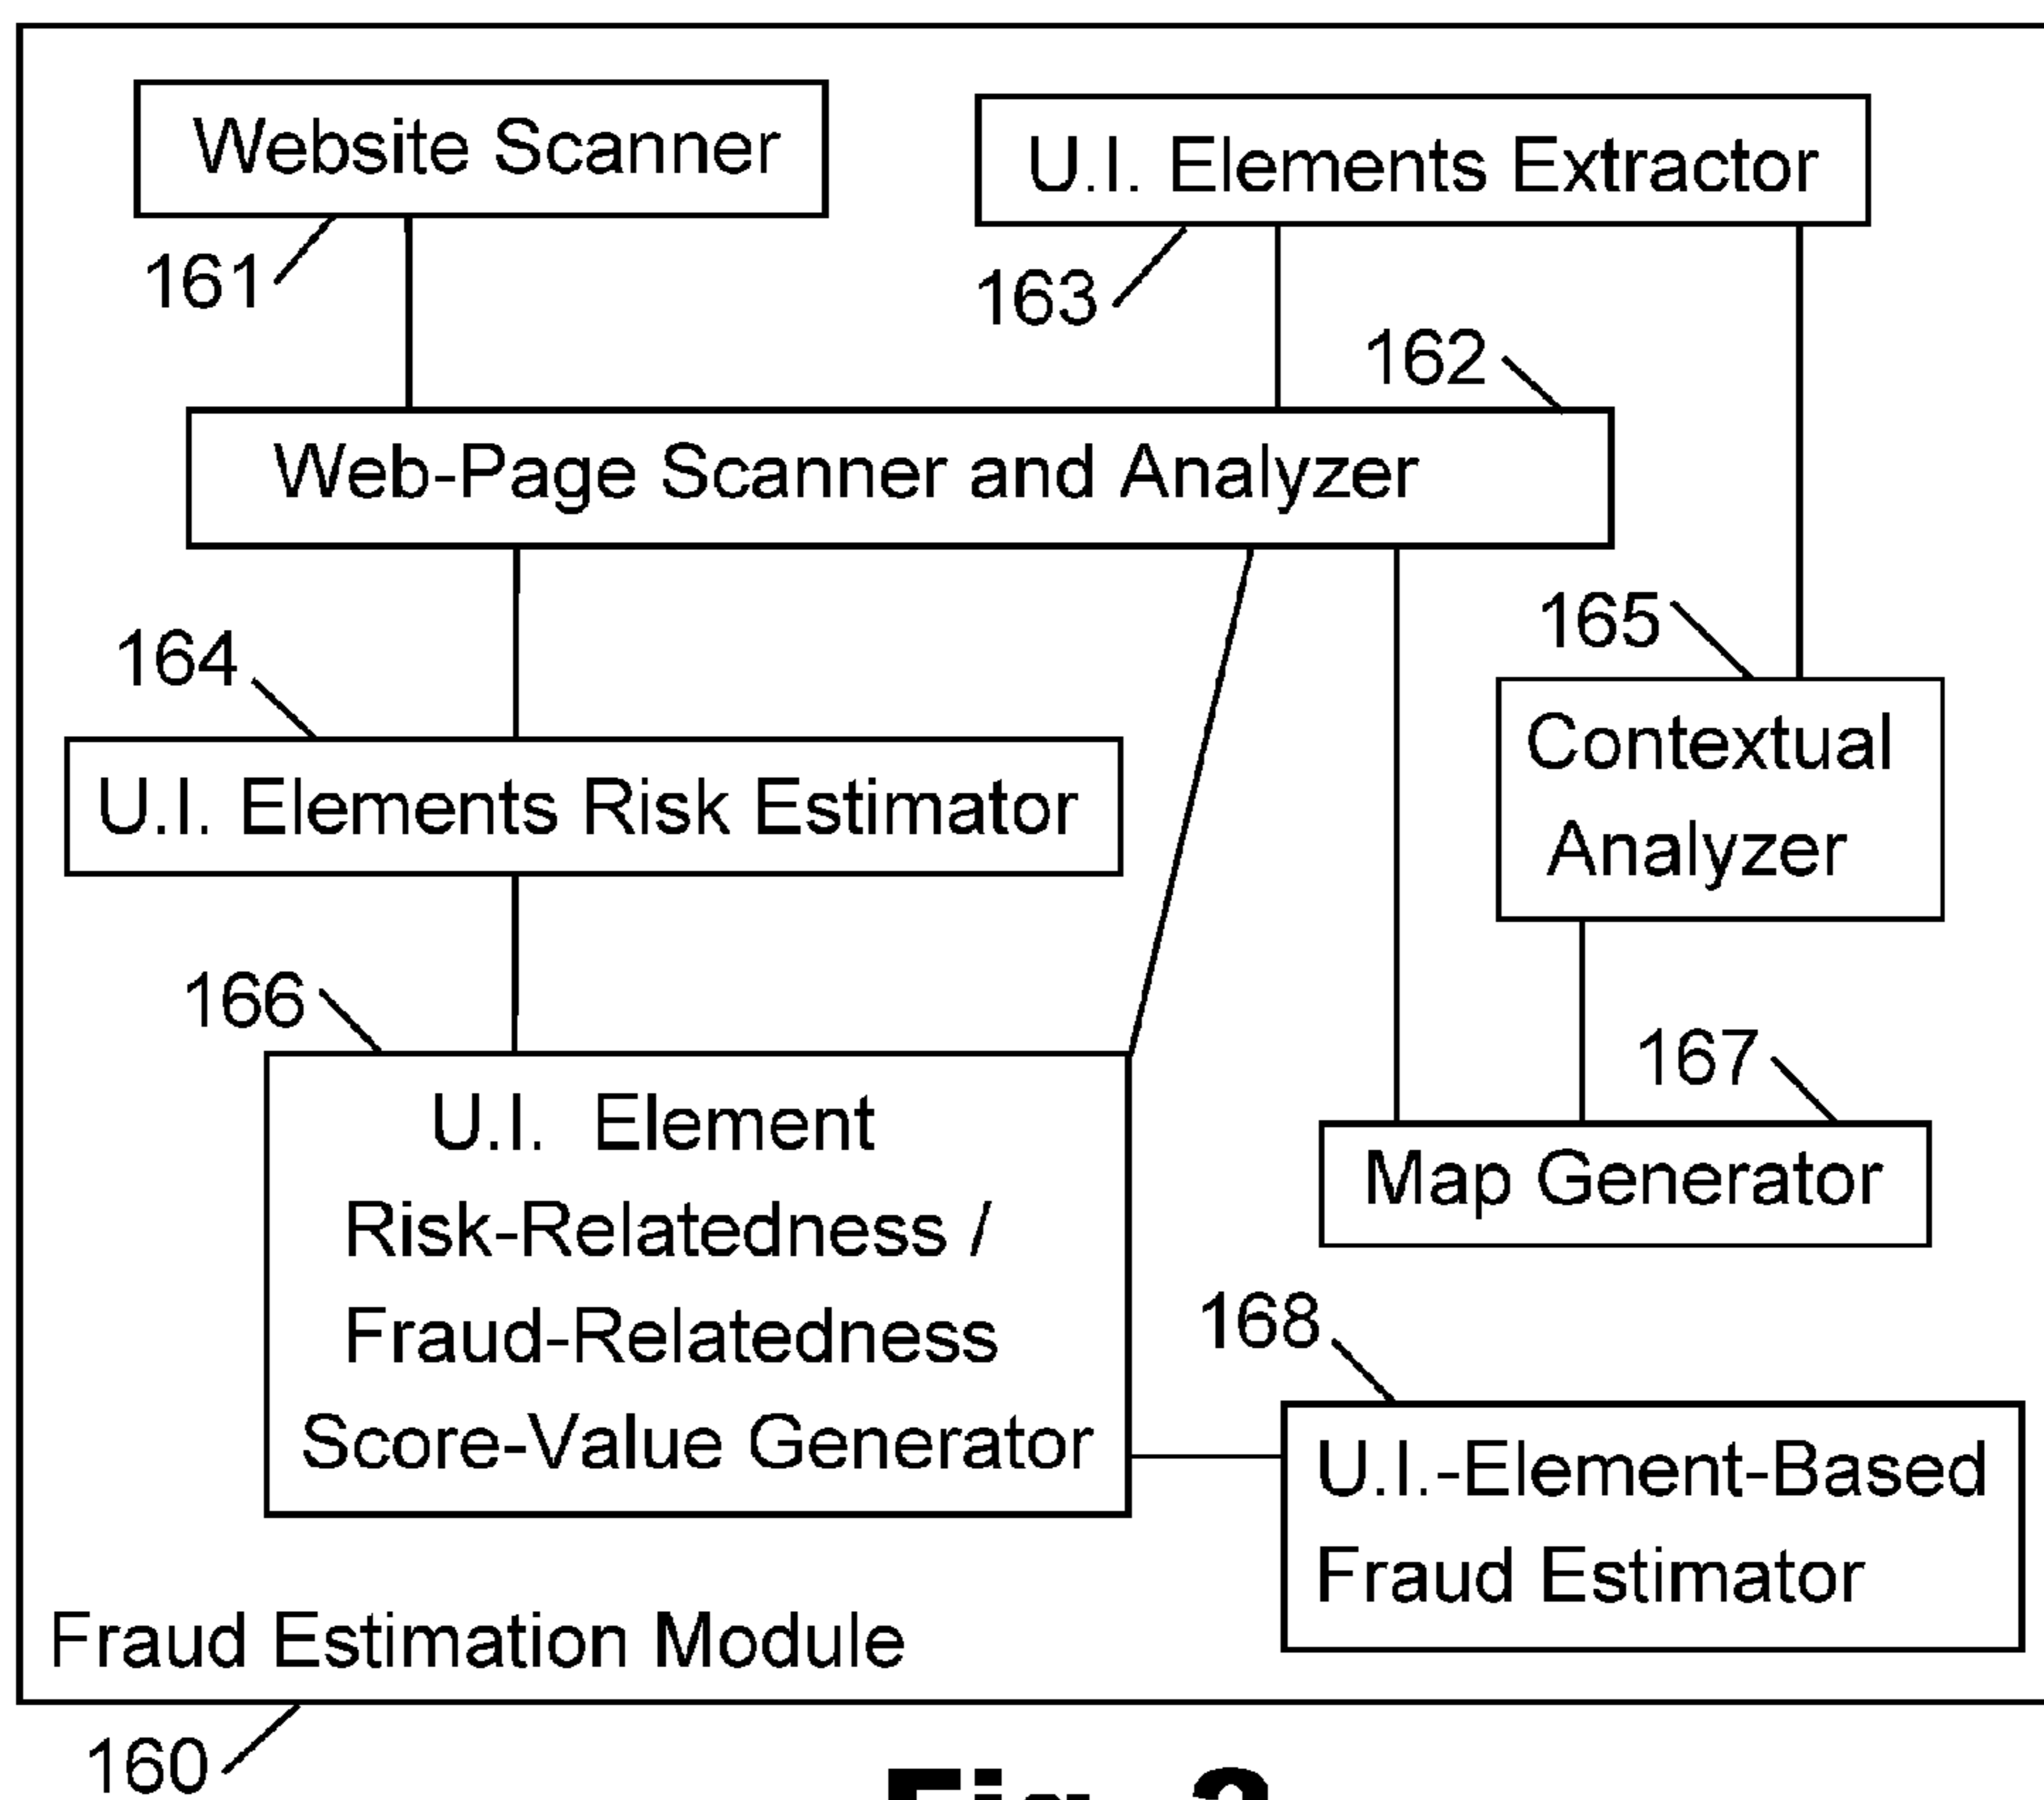 Website Scanner
U.I. Elements Extractor
161
163
162
Web-Page Scanner and Analyzer
165
164
Contextual
Analyzer
U.I. Elements Risk Estimator
166
167
U.I. Element
Risk-Relatedness /
Fraud-Relatedness
Score-Value Generator
Map Generator
168
U.I.-Element-Based
Fraud Estimator
Fraud Estimation Module
160